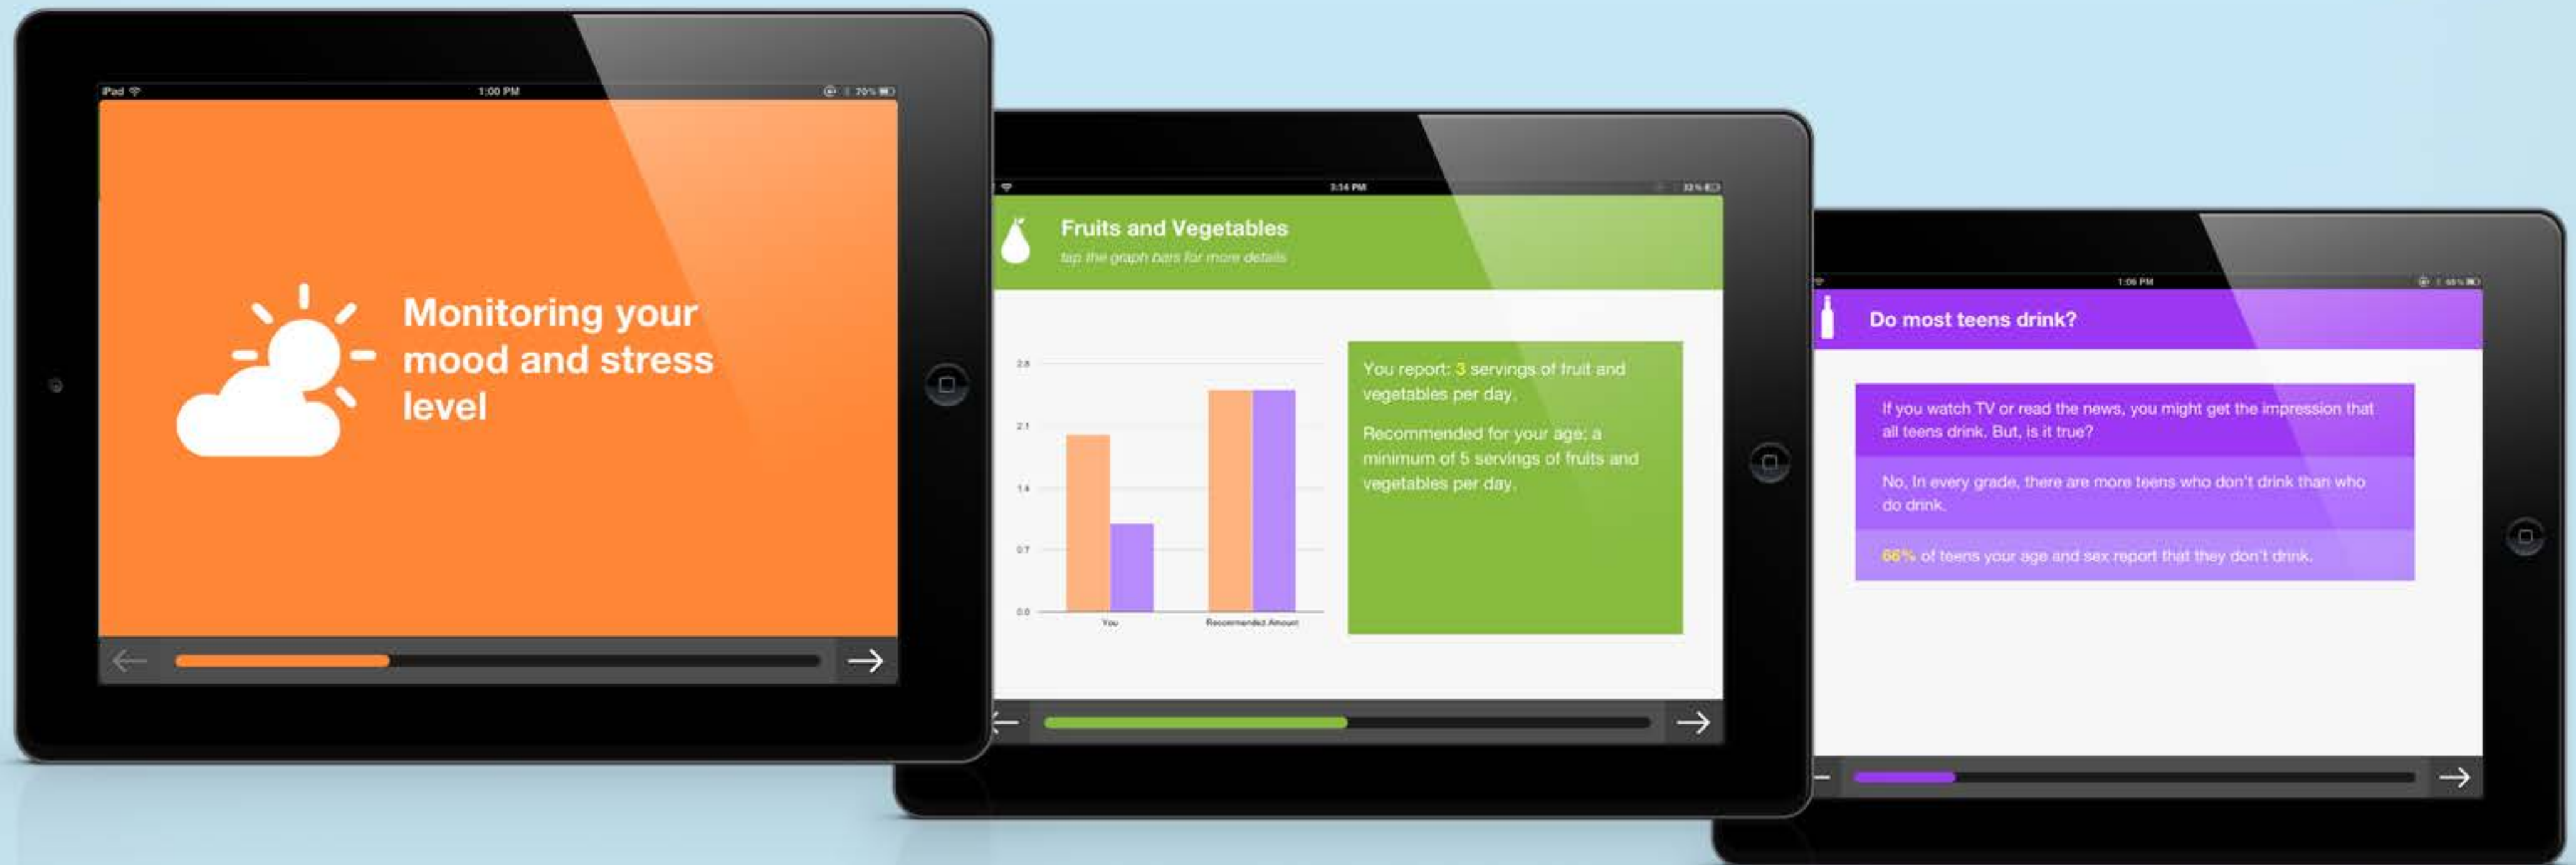 iPad
1:00 PM
70%
Monitoring your
mood and stress
level
3:14 PM
33%
Fruits and Vegetables
tap the graph bars for more details
2.8
2.1
1.4
0.7
0.0
You
Recommended Amount
You report: 3 servings of fruit and
vegetables per day.
Recommended for your age: a
minimum of 5 servings of fruits and
vegetables per day.
1:06 PM
Do most teens drink?
If you watch TV or read the news, you might get the impression that
all teens drink. But, is it true?
No. In every grade, there are more teens who don't drink than who
do drink.
66% of teens your age and sex report that they don't drink.